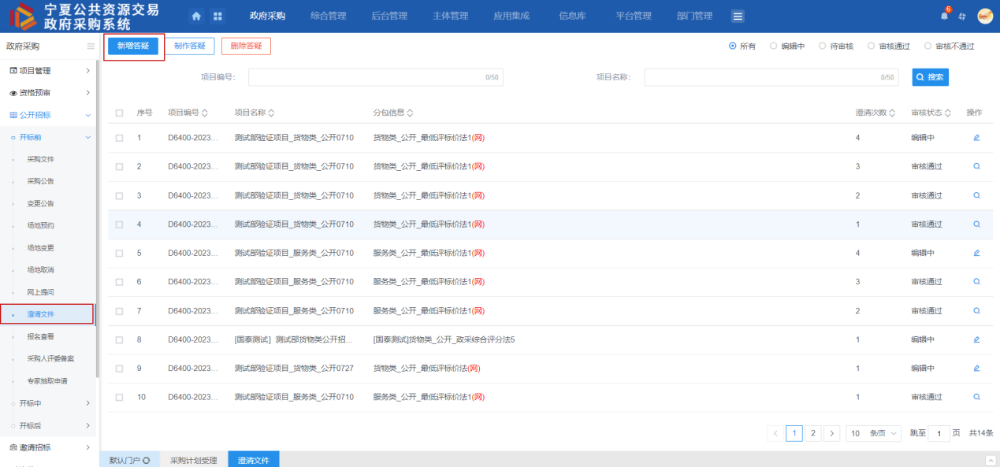 宁夏公共资源交易
政府采购系统
政府采购 综合管理 后台管理 主体管理 应用集成 信息库 平台管理 部门管理
6
政府采购
项目管理
资格预审
公开招标
开标前
采购文件
采购公告
变更公告
场地预约
场地变更
场地取消
网上提问
澄清文件
报名查看
采购人评委备案
专家抽取申请
开标中
开标后
邀请招标
新增答疑 制作答疑 删除答疑 所有 编辑中 待审核 审核通过 审核不通过
项目编号: 0/50 项目名称: 0/50 搜索
序号 项目编号 项目名称 分包信息 澄清次数 审核状态 操作
1 D6400-2023... 测试部验证项目_货物类_公开0710 货物类_公开_最低评标价法1(网) 4 编辑中
2 D6400-2023... 测试部验证项目_货物类_公开0710 货物类_公开_最低评标价法1(网) 3 审核通过
3 D6400-2023... 测试部验证项目_货物类_公开0710 货物类_公开_最低评标价法1(网) 2 审核通过
4 D6400-2023... 测试部验证项目_货物类_公开0710 货物类_公开_最低评标价法1(网) 1 审核通过
5 D6400-2023... 测试部验证项目_服务类_公开0710 服务类_公开_最低评标价法1(网) 4 编辑中
6 D6400-2023... 测试部验证项目_服务类_公开0710 服务类_公开_最低评标价法1(网) 3 审核通过
7 D6400-2023... 测试部验证项目_服务类_公开0710 服务类_公开_最低评标价法1(网) 2 审核通过
8 D6400-2023... [国泰测试] 测试部货物类公开招... [国泰测试]货物类_公开_政采综合评分法5 1 编辑中
9 D6400-2023... 测试部验证项目_货物类_公开0727 货物类_公开_最低评标价法(网) 1 编辑中
10 D6400-2023... 测试部验证项目_服务类_公开0710 服务类_公开_最低评标价法1(网) 1 审核通过
1 2 10 条/页 跳至 1 页 共14条
默认门户 采购计划受理 澄清文件